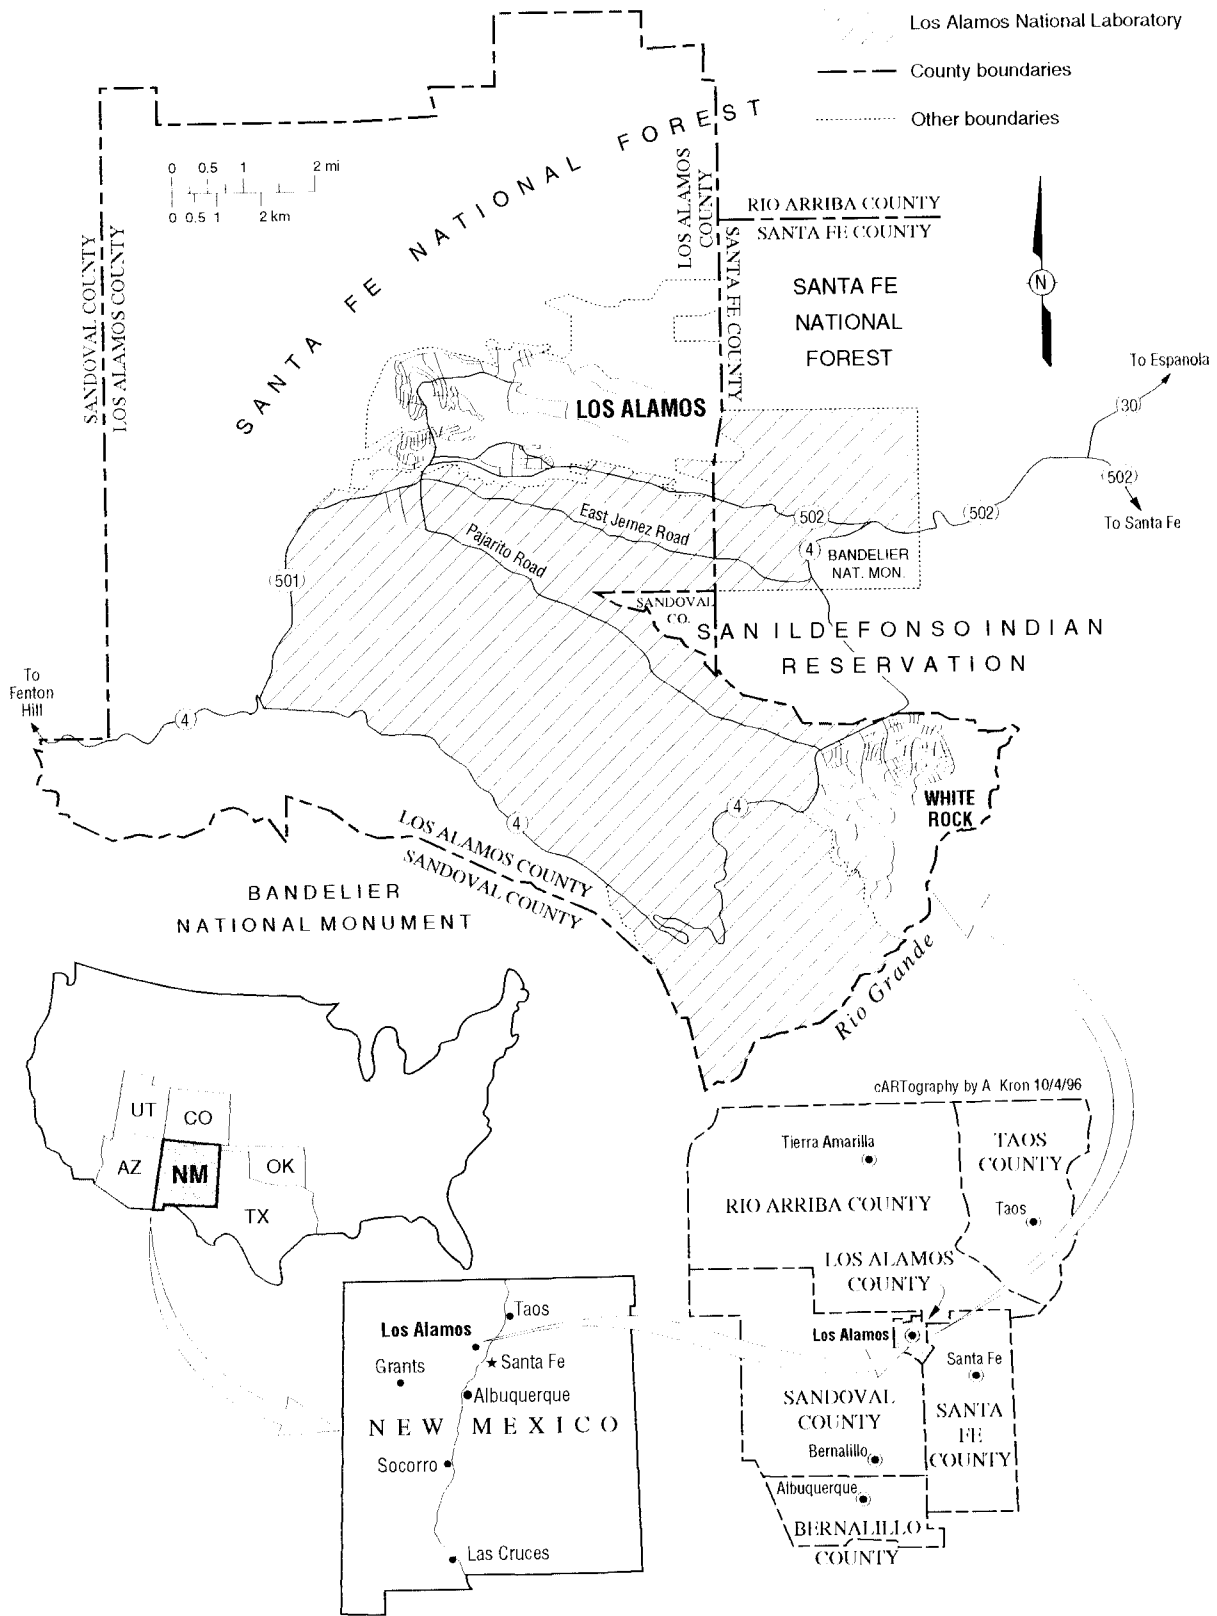 Los Alamos National Laboratory
County boundaries
Other boundaries
SANTA FE NATIONAL FOREST
0 0.5 1 2 mi
0 0.5 1 2 km
LOS ALAMOS
COUNTY
SANTA FE COUNTY
RIO ARRIBA COUNTY
SANTA FE COUNTY
SANDOVAL COUNTY
LOS ALAMOS COUNTY
N
SANTA FE
NATIONAL
FOREST
To Espanola
30
LOS ALAMOS
502
502
502
To Santa Fe
East Jemez Road
Pajarito Road
4
BANDELIER
NAT. MON.
501
SANDOVAL
CO.
SAN ILDEFONSO INDIAN
RESERVATION
To
Fenton
Hill
4
WHITE
ROCK
4
4
LOS ALAMOS COUNTY
SANDOVAL COUNTY
BANDELIER
NATIONAL MONUMENT
Rio Grande
cARTography by A Kron 10/4/96
UT
CO
AZ
NM
OK
TX
Tierra Amarilla
TAOS
COUNTY
RIO ARRIBA COUNTY
Taos
LOS ALAMOS
COUNTY
Los Alamos
Santa Fe
SANDOVAL
COUNTY
SANTA
FE
COUNTY
Bernalillo
Albuquerque
BERNALILLO
COUNTY
Taos
Los Alamos
Santa Fe
Grants
Albuquerque
NEW MEXICO
Socorro
Las Cruces